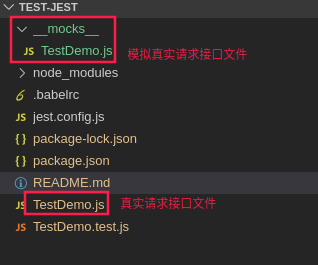 TEST-JEST
__mocks__
JS TestDemo.js
模拟真实请求接口文件
node_modules
.babelrc
jest.config.js
package-lock.json
package.json
README.md
JS TestDemo.js 真实请求接口文件
JS TestDemo.test.js